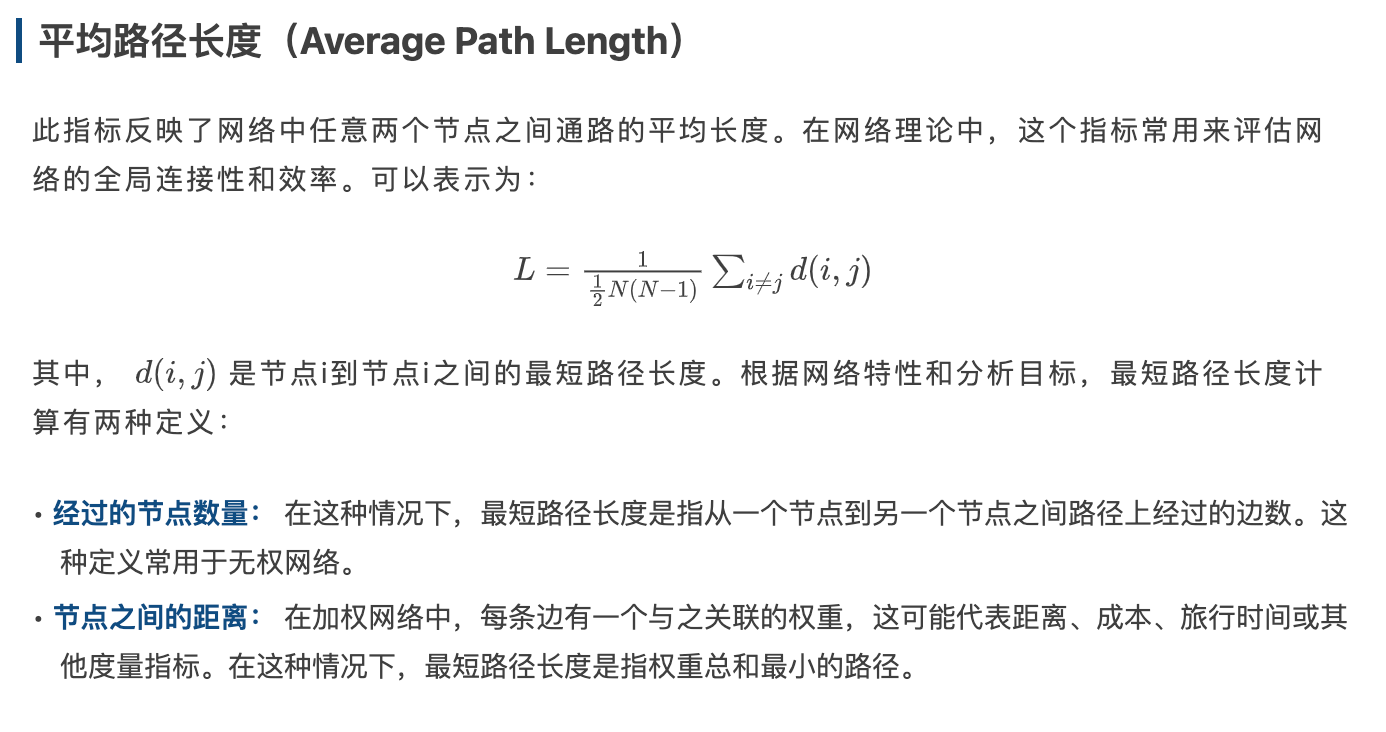 平均路径长度（Average Path Length）
此指标反映了网络中任意两个节点之间通路的平均长度。在网络理论中，这个指标常用来评估网
络的全局连接性和效率。可以表示为：
L = \frac{1}{\frac{1}{2}N(N-1)} \sum_{i \neq j} d(i, j)
其中， d(i, j) 是节点i到节点i之间的最短路径长度。根据网络特性和分析目标，最短路径长度计
算有两种定义：
• 经过的节点数量： 在这种情况下，最短路径长度是指从一个节点到另一个节点之间路径上经过的边数。这
种定义常用于无权网络。
• 节点之间的距离： 在加权网络中，每条边有一个与之关联的权重，这可能代表距离、成本、旅行时间或其
他度量指标。在这种情况下，最短路径长度是指权重总和最小的路径。